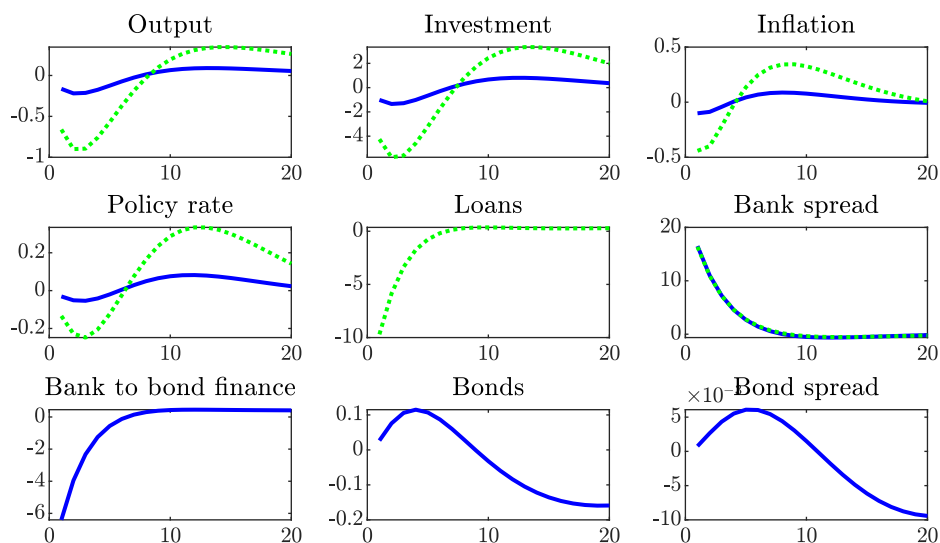 Output Investment Inflation
0 -0.5 -1 0 10 20
2 0 -2 -4 0 10 20
0.5 0 -0.5 0 10 20
Policy rate Loans Bank spread
0.2 0 -0.2 0 10 20
0 -5 -10 0 10 20
20 10 0 0 10 20
Bank to bond finance Bonds Bond spread
0 -2 -4 -6 0 10 20
0.1 0 -0.1 -0.2 0 10 20
5 0 -5 -10 0 10 20